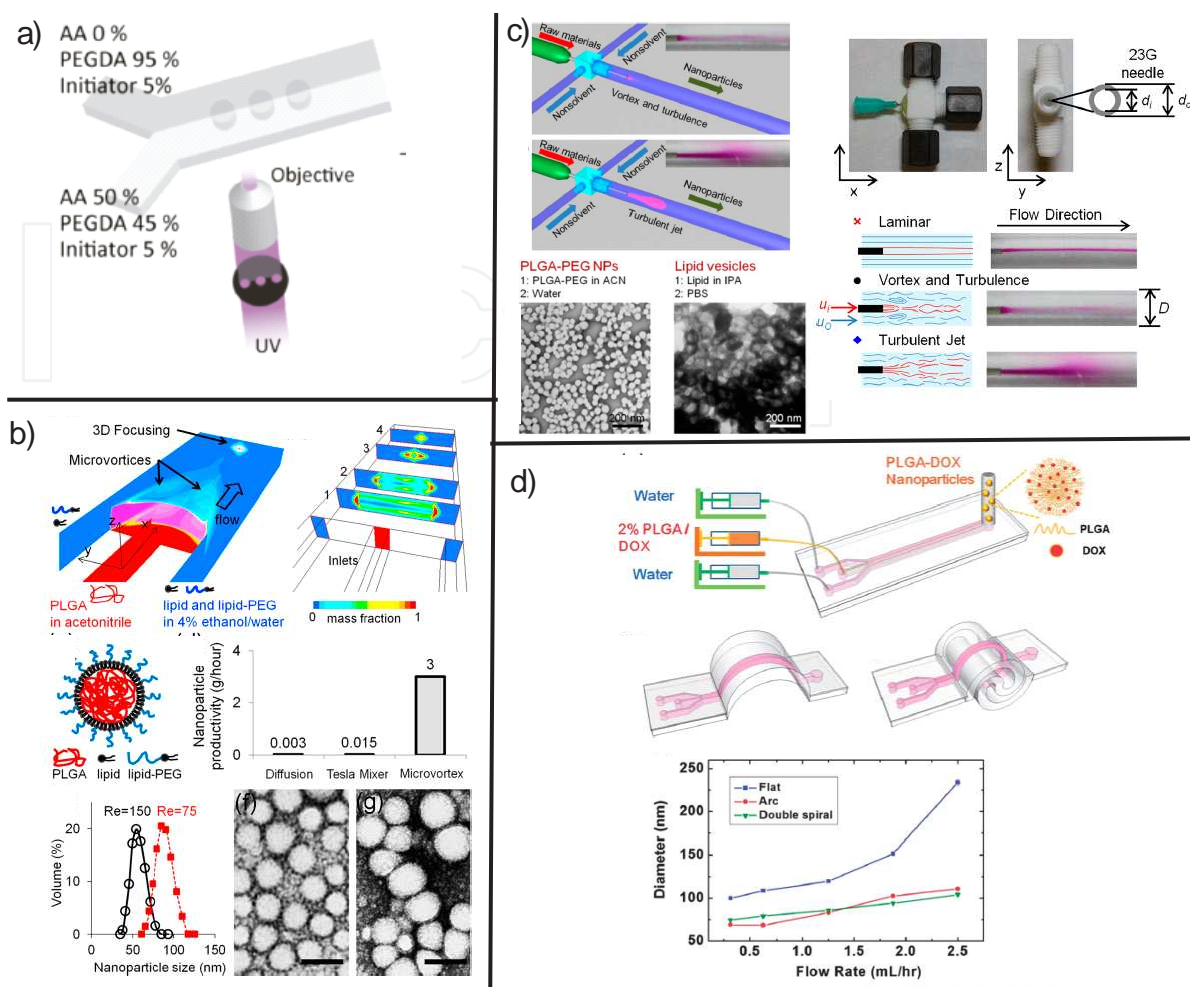 a)
AA 0 %
PEGDA 95 %
Initiator 5%
Objective
AA 50 %
PEGDA 45 %
Initiator 5 %
UV
b)
3D Focusing
Microvortices
flow
z
x
y
PLGA
in acetonitrile
lipid and lipid-PEG
in 4% ethanol/water
4
3
2
1
Inlets
0
1
mass fraction
PLGA lipid lipid-PEG
Nanoparticle
productivity (g/hour)
4
2
0
0.003
0.015
3
Diffusion Tesla Mixer Microvortex
Re=150 Re=75
Volume (%)
20
10
0
0 50 100 150
Nanoparticle size (nm)
(f)
(g)
c)
Raw materials
Nonsolvent
Nanoparticles
Nonsolvent
Vortex and turbulence
Raw materials
Nonsolvent
Nanoparticles
Nonsolvent
Turbulent jet
PLGA-PEG NPs
1: PLGA-PEG in ACN
2: Water
200 nm
Lipid vesicles
1: Lipid in IPA
2: PBS
200 nm
23G
needle
di
do
y
x
z
y
Laminar
Flow Direction
Vortex and Turbulence
ui
uO
D
Turbulent Jet
d)
Water
2% PLGA/
DOX
Water
PLGA-DOX
Nanoparticles
PLGA
DOX
Diameter (nm)
250
200
150
100
50
Flat
Arc
Double spiral
0.5 1.0 1.5 2.0 2.5
Flow Rate (mL/hr)